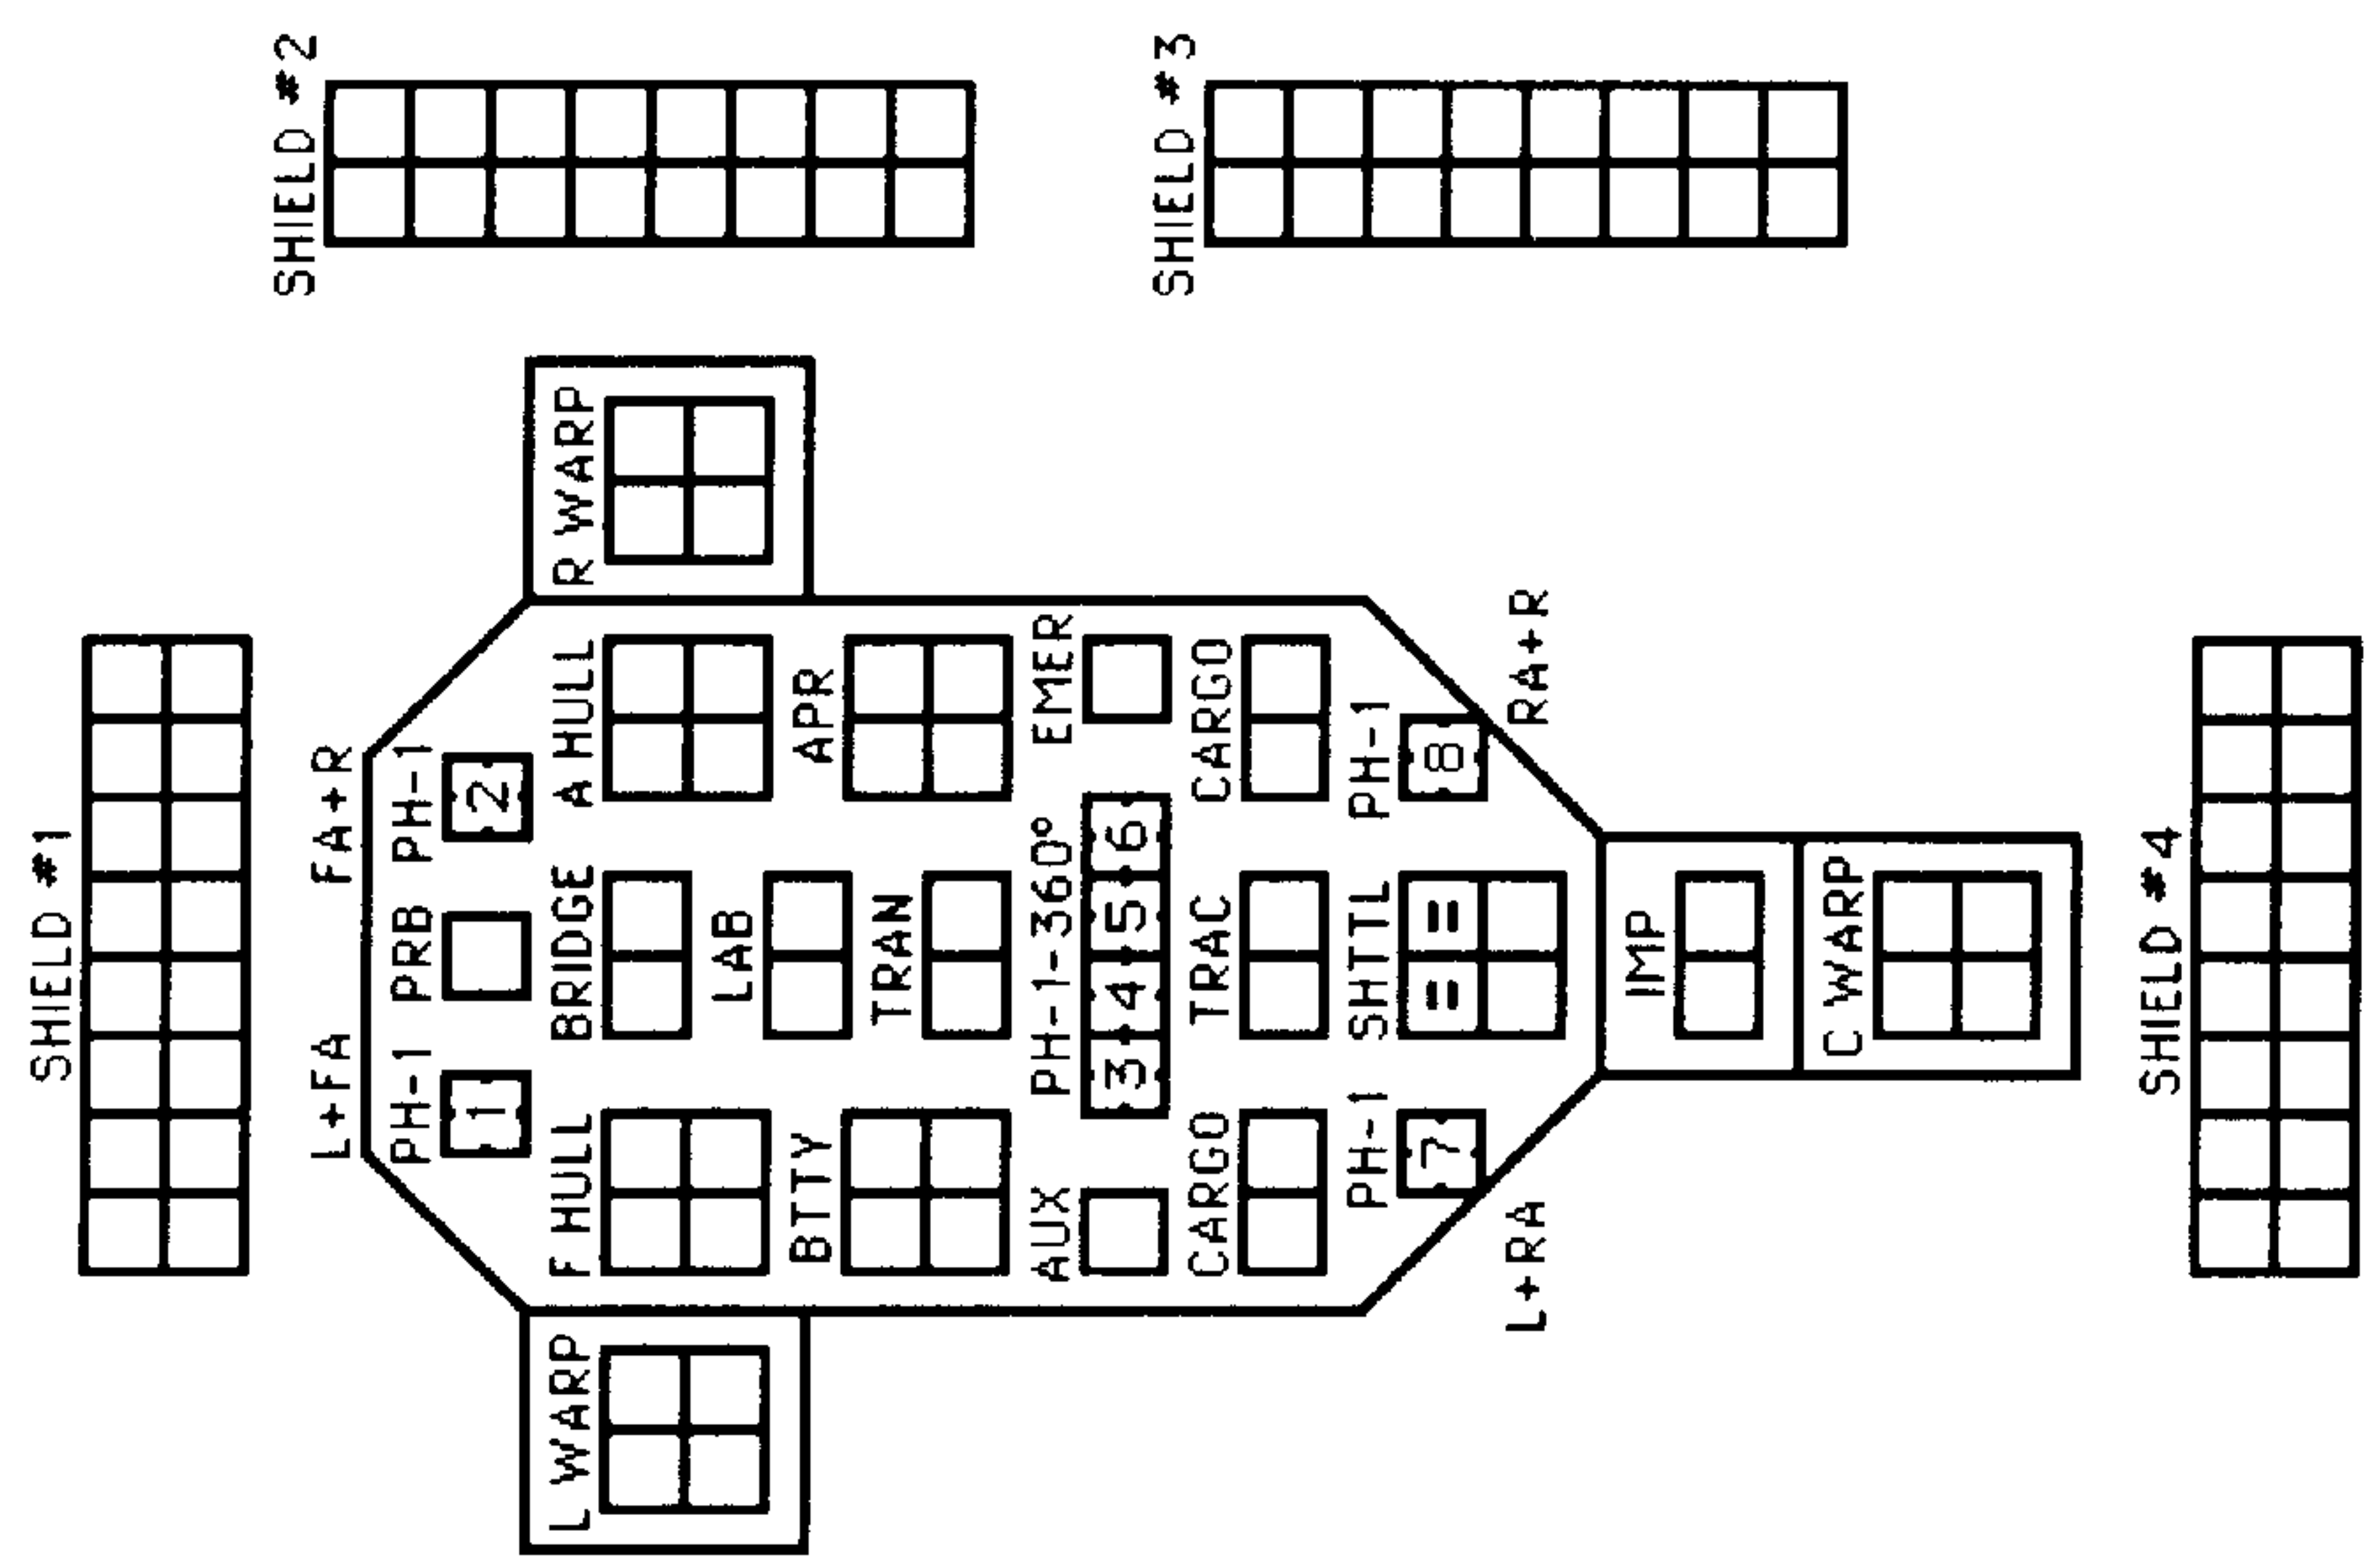 SHIELD #1
SHIELD #2
L+FA FA+R
PH-1 PRB PH-1
1 2
L WARP F HULL BRIDGE A HULL R WARP
LAB
BTTY APR
TRAN
AUX PH-1-360° EMER
3 4 5 6
SHIELD #3
CARGO TRAC CARGO
PH-1 SHTTL PH-1
7 = = 8
L+RA RA+R
IMP
C WARP
SHIELD #4